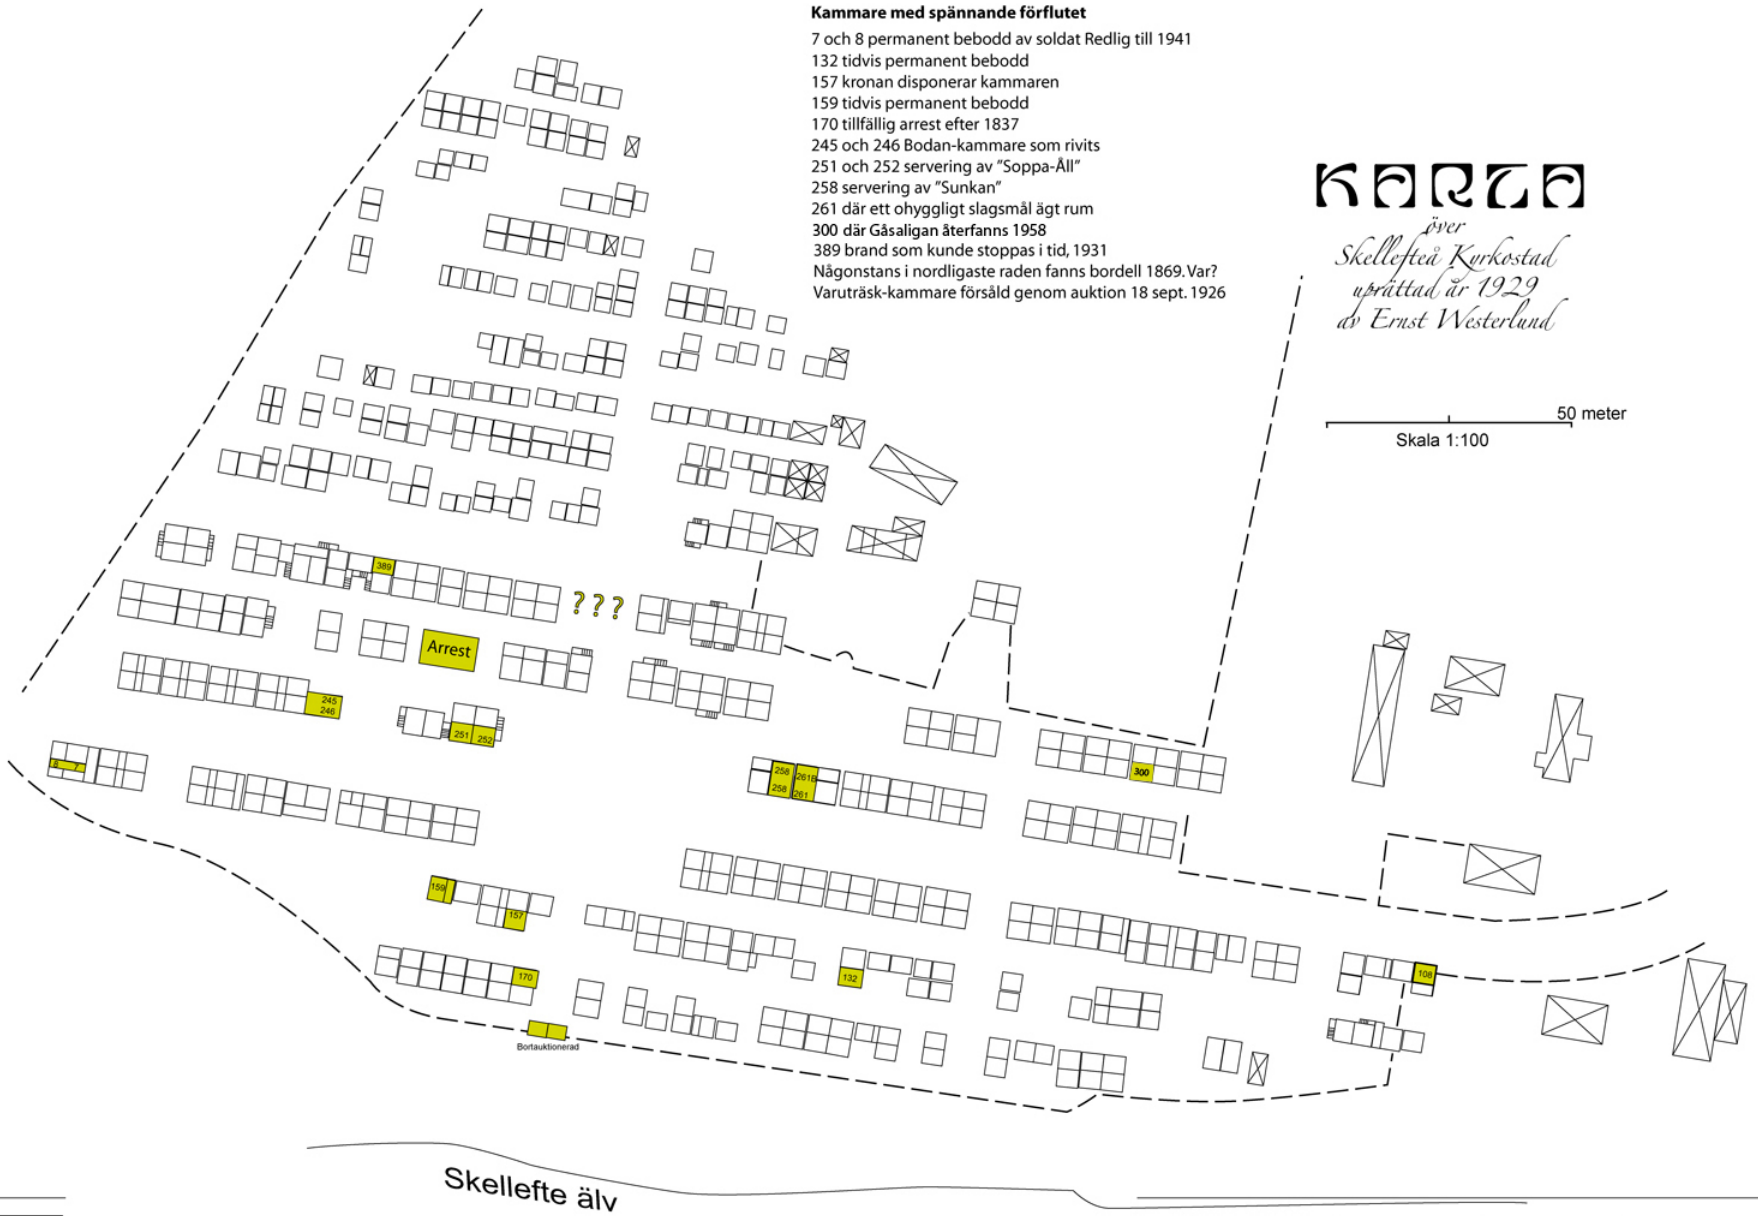 Kammare med spännande förflutet
7 och 8 permanent bebodd av soldat Redlig till 1941
132 tidvis permanent bebodd
157 kronan disponerar kammaren
159 tidvis permanent bebodd
170 tillfällig arrest efter 1837
245 och 246 Bodan-kammare som rivits
251 och 252 servering av ”Soppa-Åll”
258 servering av ”Sunkan”
261 där ett ohyggligt slagsmål ägt rum
300 där Gåsaligan återfanns 1958
389 brand som kunde stoppas i tid, 1931
Någonstans i nordligaste raden fanns bordell 1869. Var?
Varuträsk-kammare försåld genom auktion 18 sept. 1926
KARTA
över
Skellefteå Kyrkostad
upprättad år 1929
av Ernst Westerlund
50 meter
Skala 1:100
389
? ? ?
Arrest
245
246
251 252
8 7
258 261B
258 261
300
159
157
170
132
108
Bortauktionerad
Skellefte älv